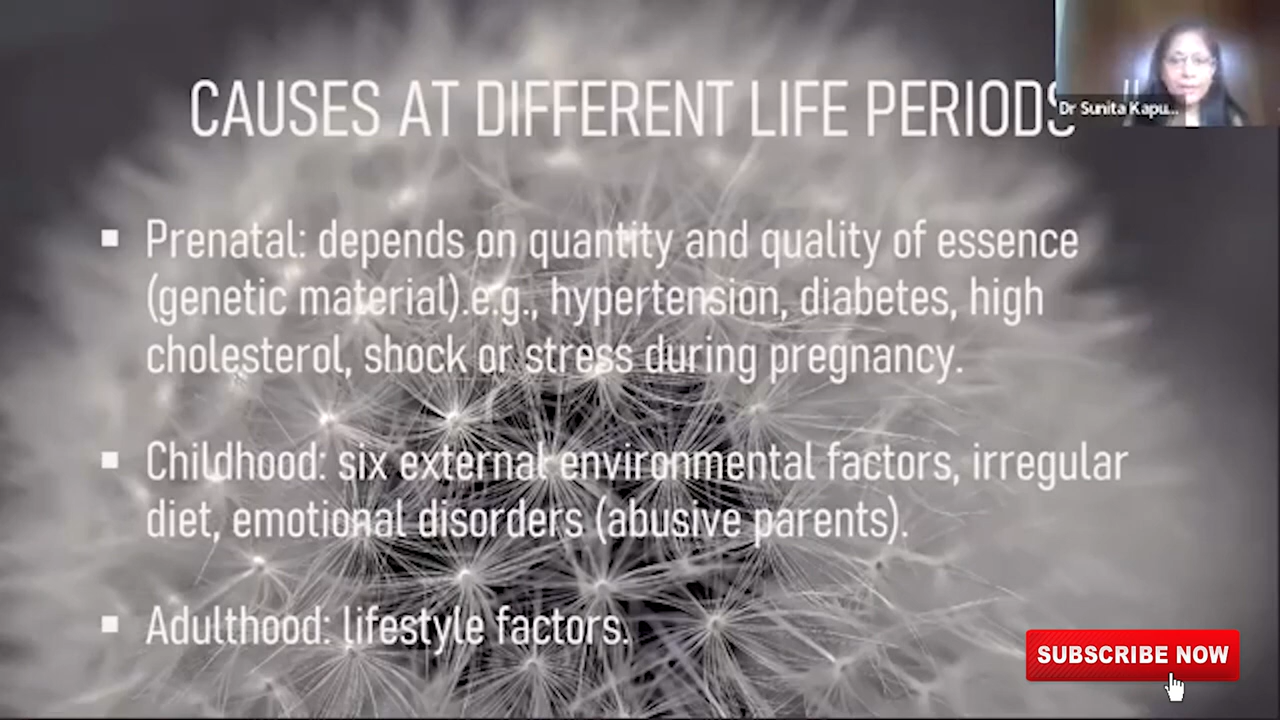 CAUSES AT DIFFERENT LIFE PERIODS
Dr Sunita Kapu...
▪ Prenatal: depends on quantity and quality of essence
(genetic material).e.g., hypertension, diabetes, high
cholesterol, shock or stress during pregnancy.
▪ Childhood: six external environmental factors, irregular
diet, emotional disorders (abusive parents).
▪ Adulthood: lifestyle factors.
SUBSCRIBE NOW